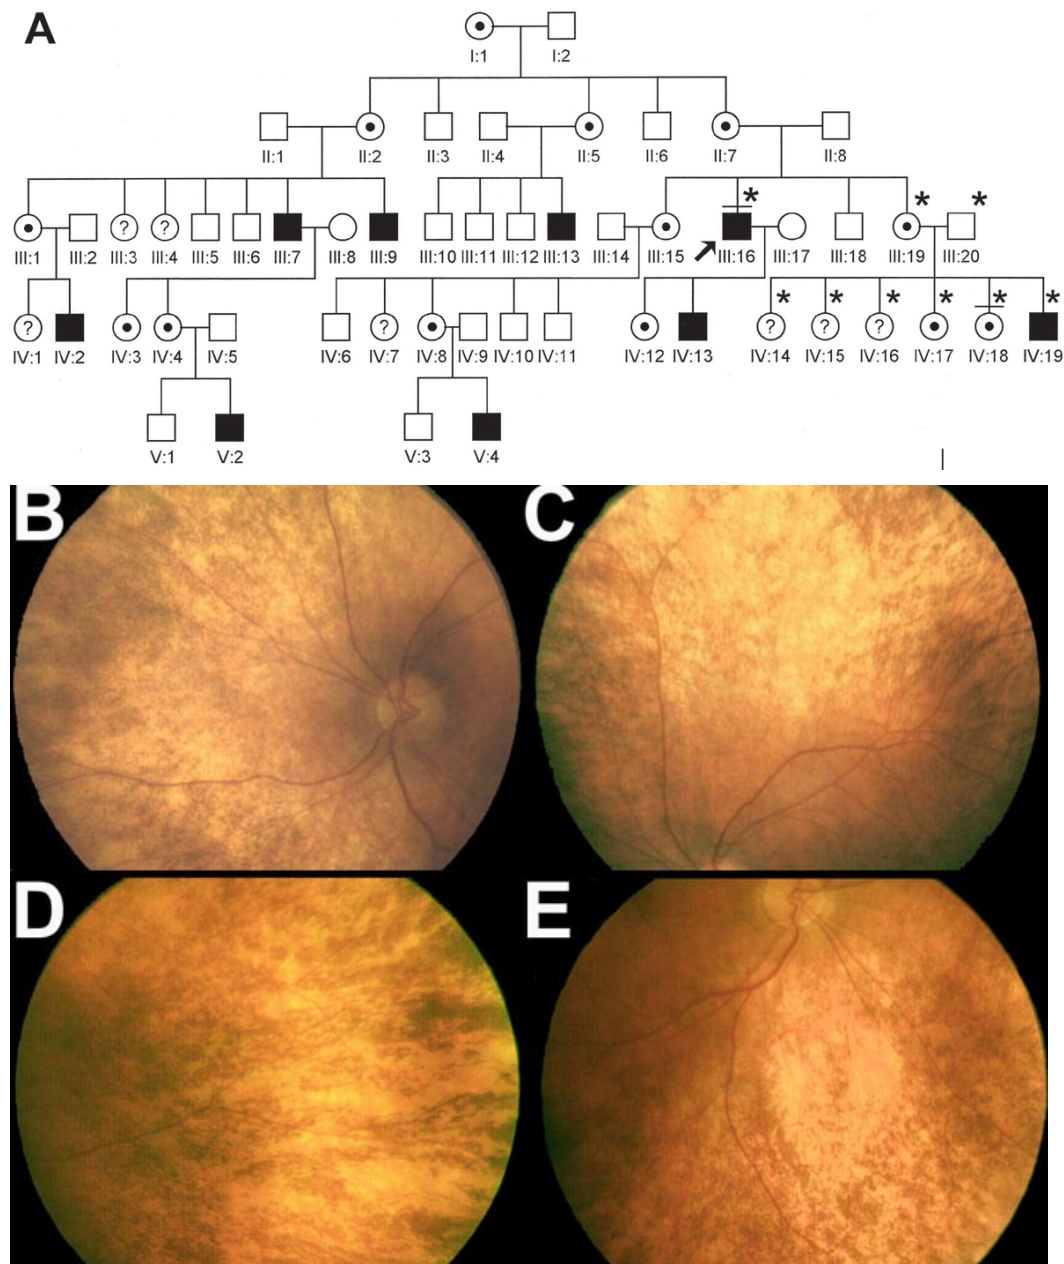 A
I:1 I:2
II:1 II:2 II:3 II:4 II:5 II:6 II:7 II:8
* * *
? ?
III:1 III:2 III:3 III:4 III:5 III:6 III:7 III:8 III:9 III:10 III:11 III:12 III:13 III:14 III:15 III:16 III:17 III:18 III:19 III:20
* * * * * *
? ? ? ? ?
IV:1 IV:2 IV:3 IV:4 IV:5 IV:6 IV:7 IV:8 IV:9 IV:10 IV:11 IV:12 IV:13 IV:14 IV:15 IV:16 IV:17 IV:18 IV:19
V:1 V:2 V:3 V:4
B C
D E